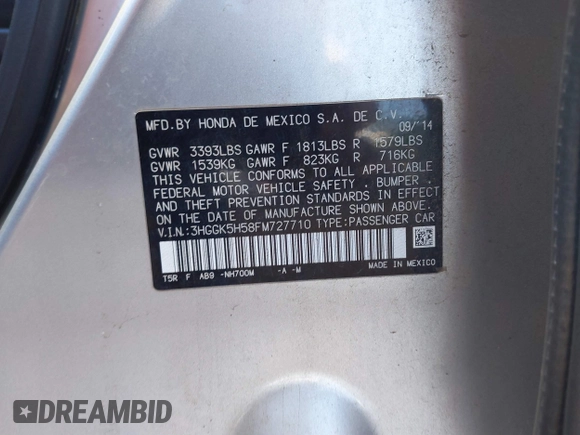 MFD.BY HONDA DE MEXICO S.A. DE C.V.
09/'14
GVWR 3393LBS GAWR F 1813LBS R 1579LBS
GVWR 1539KG GAWR F 823KG R 716KG
THIS VEHICLE CONFORMS TO ALL APPLICABLE
FEDERAL MOTOR VEHICLE SAFETY , BUMPER ,
AND THEFT PREVENTION STANDARDS IN EFFECT
ON THE DATE OF MANUFACTURE SHOWN ABOVE.
V.I.N:3HGGK5H58FM727710 TYPE:PASSENGER CAR
T5R F AB9 -NH700M -A -M MADE IN MEXICO
DREAMBID